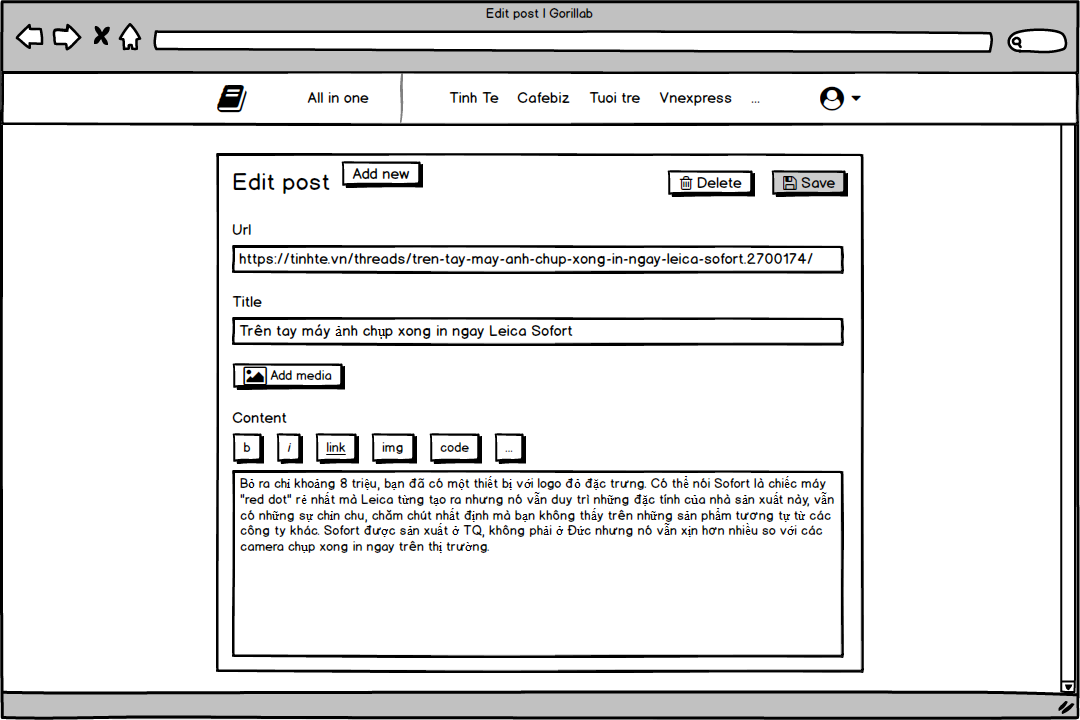 Edit post | Gorillab
All in one
Tinh Te Cafebiz Tuoi tre Vnexpress ...
Edit post
Add new
Delete
Save
Url
https://tinhte.vn/threads/tren-tay-may-anh-chup-xong-in-ngay-leica-sofort.2700174/
Title
Trên tay máy ảnh chụp xong in ngay Leica Sofort
Add media
Content
b i link img code ...
Bỏ ra chỉ khoảng 8 triệu, bạn đã có một thiết bị với logo đỏ đặc trưng. Có thể nói Sofort là chiếc máy
"red dot" rẻ nhất mà Leica từng tạo ra nhưng nó vẫn duy trì những đặc tính của nhà sản xuất này, vẫn
có những sự chỉn chu, chăm chút nhất định mà bạn không thấy trên những sản phẩm tương tự từ các
công ty khác. Sofort được sản xuất ở TQ, không phải ở Đức nhưng nó vẫn xịn hơn nhiều so với các
camera chụp xong in ngay trên thị trường.